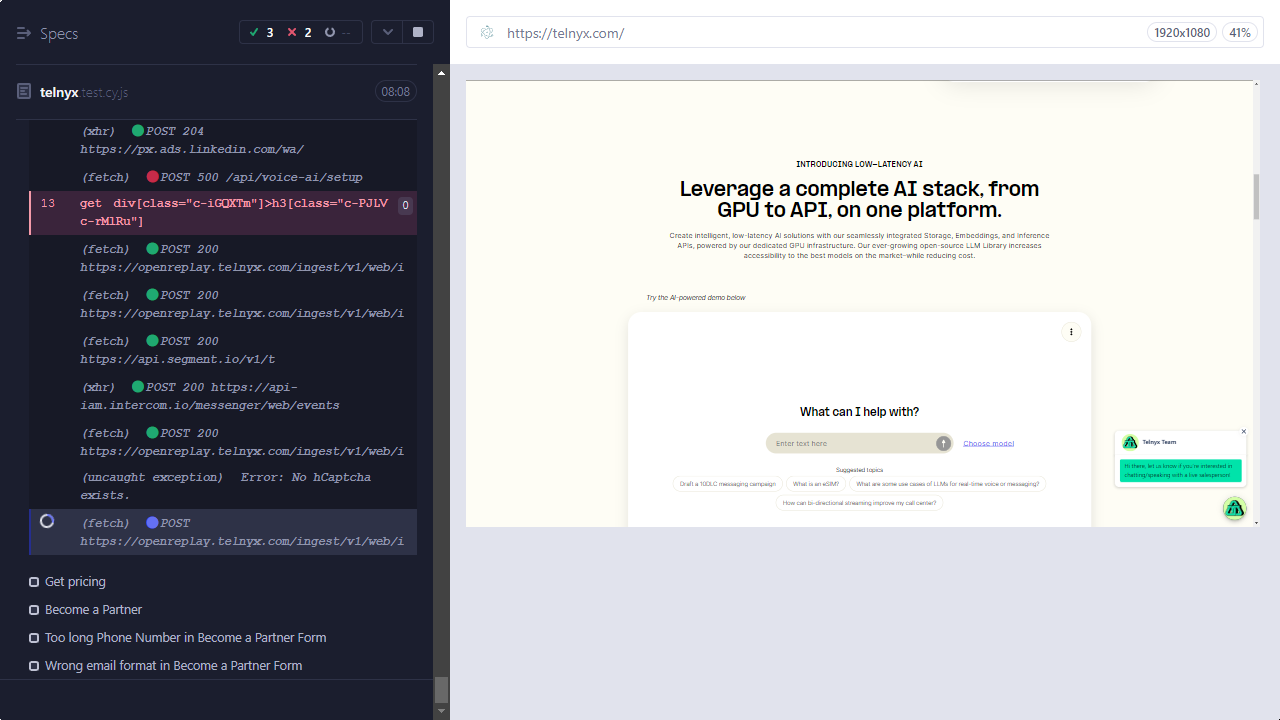 Specs
3
2
--
telnyx.test.cy.js
08:08
(xhr) POST 204
https://px.ads.linkedin.com/wa/
(fetch) POST 200 /api/voice-ai/setup
13 get div[class="c-iGQXTm"]>h3[class="c-PJLV
c-rMlRu"]
0
(fetch) POST 200
https://openreplay.telnyx.com/ingest/v1/web/i
(fetch) POST 200
https://openreplay.telnyx.com/ingest/v1/web/i
(fetch) POST 200
https://api.segment.io/v1/t
(xhr) POST 200 https://api-
iam.intercom.io/messenger/web/events
(fetch) POST 200
https://openreplay.telnyx.com/ingest/v1/web/i
(uncaught exception) Error: No hCaptcha
exists.
(fetch) POST
https://openreplay.telnyx.com/ingest/v1/web/i
Get pricing
Become a Partner
Too long Phone Number in Become a Partner Form
Wrong email format in Become a Partner Form
https://telnyx.com/
1920x1080
41%
INTRODUCING LOW-LATENCY AI
Leverage a complete AI stack, from
GPU to API, on one platform.
Create intelligent, low-latency AI solutions with our seamlessly integrated Storage, Embeddings, and Inference
APIs, powered by our dedicated GPU infrastructure. Our ever-growing open-source LLM Library increases
accessibility to the best models on the market-while reducing cost.
Try the AI-powered demo below
What can I help with?
Enter text here
Choose model
Suggested topics
Draft a 10DLC messaging campaign
What is an eSIM?
What are some use cases of LLMs for real-time voice or messaging?
How can bi-directional streaming improve my call center?
Telnyx Team
Hi there, let us know if you're interested in
chatting/speaking with a live salesperson!